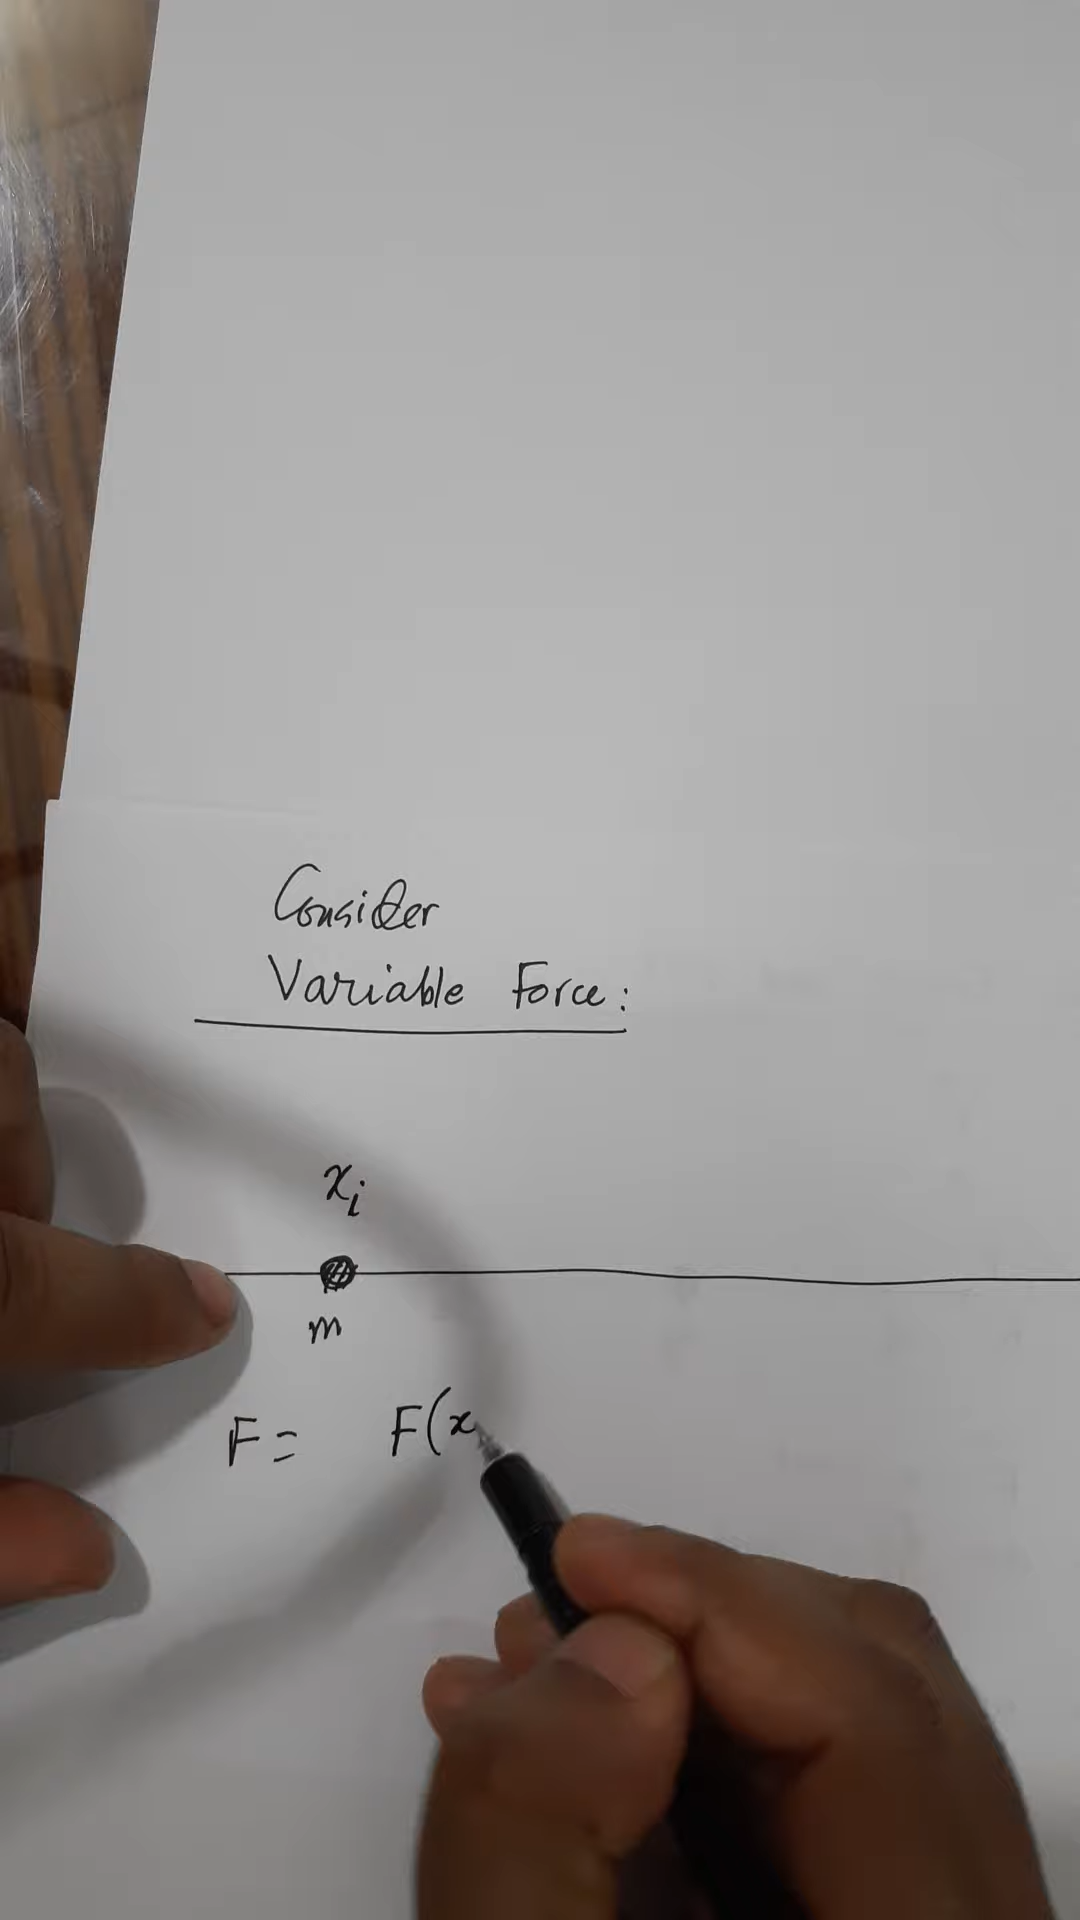 Consider
Variable Force:
xi
m
F = F(x